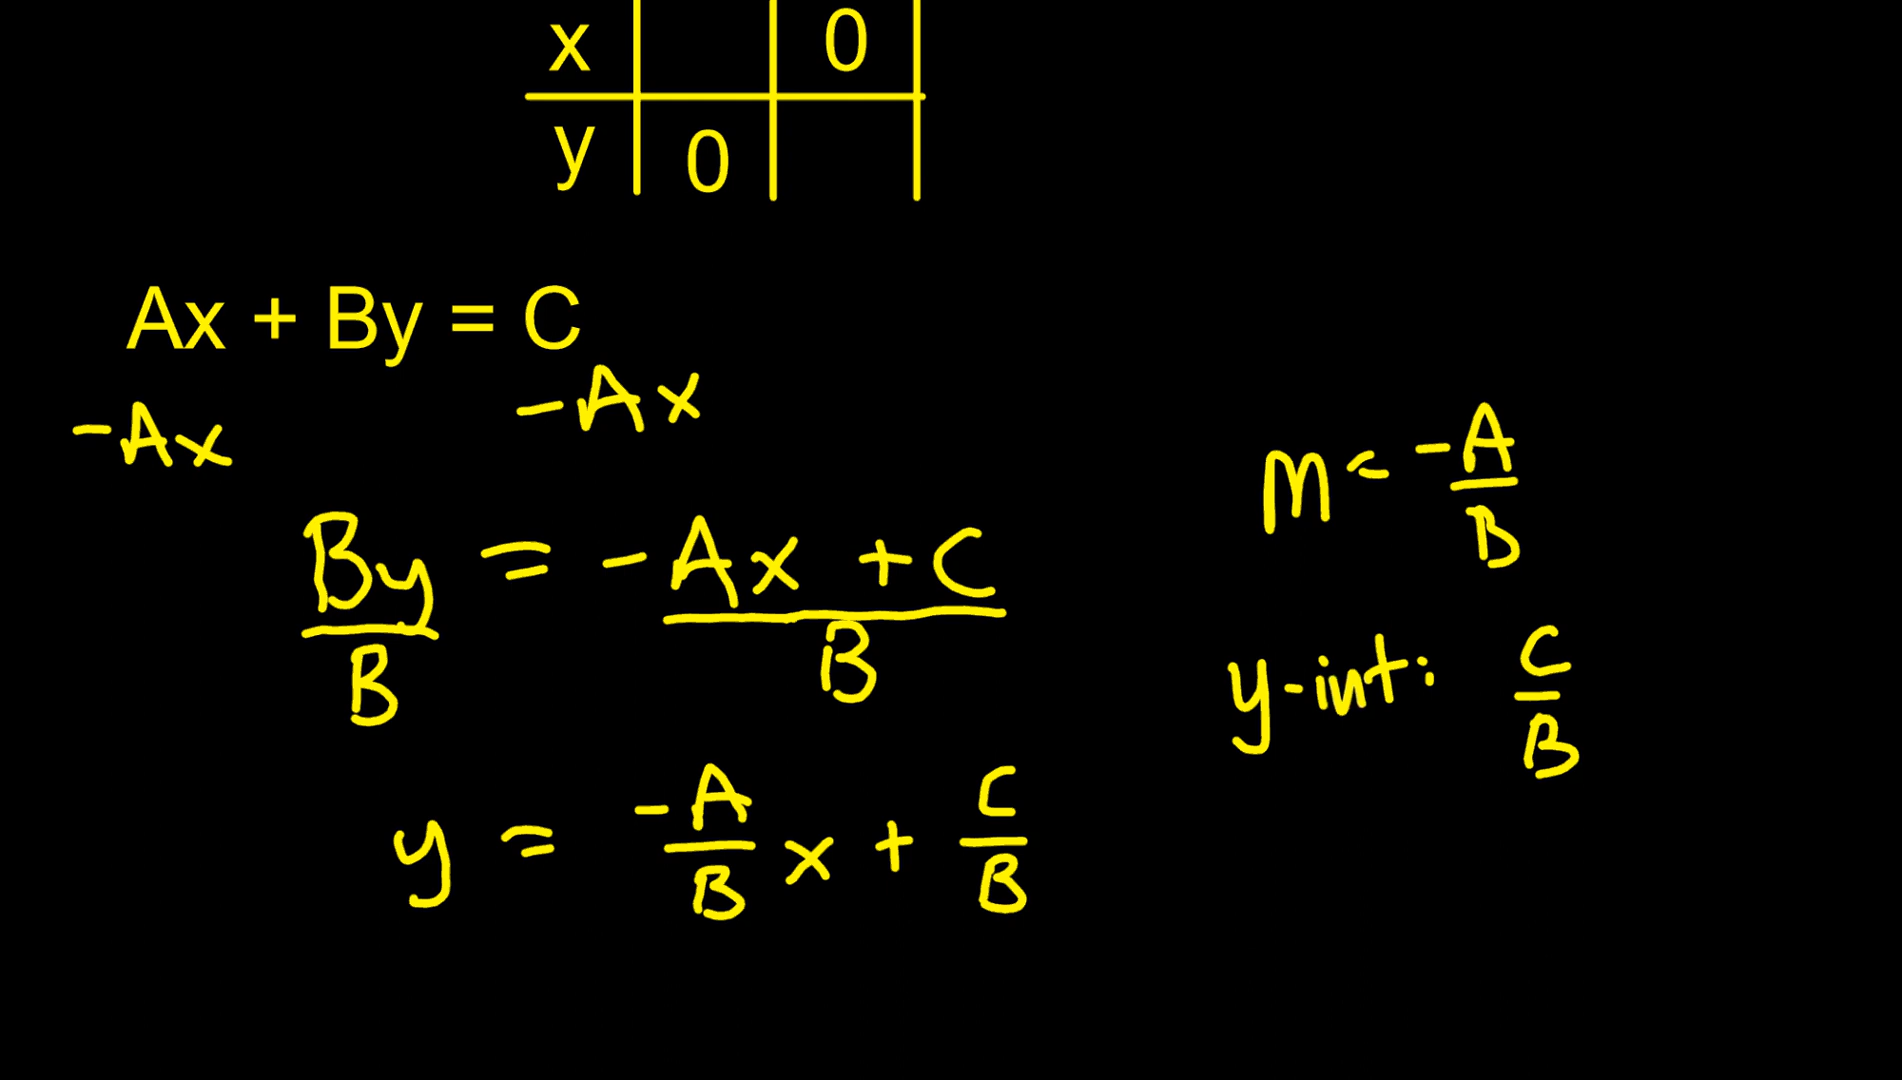 x 0
y 0
Ax + By = C
-Ax -Ax
By = -Ax + C
B B
y = -A/B x + C/B
m = -A/B
y-int: C/B